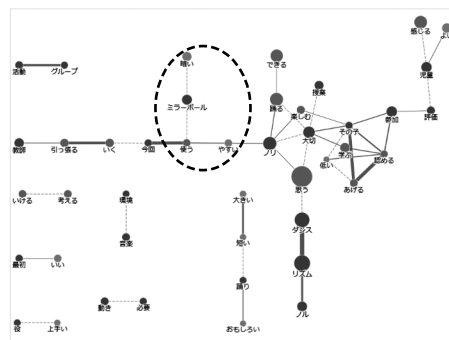 感じる
よい
暗い
できる
児童
活動
グループ
授業
ミラーボール
踊る
楽しむ
参加
評価
その子
大切
教師
引っ張る
いく
今回
使う
やすい
ノリ
学ぶ
低い
認める
思う
あげる
いける
考える
環境
大きい
ダンス
音楽
短い
最初
いい
リズム
踊り
動き
必要
ノル
役
上手い
おもしろい